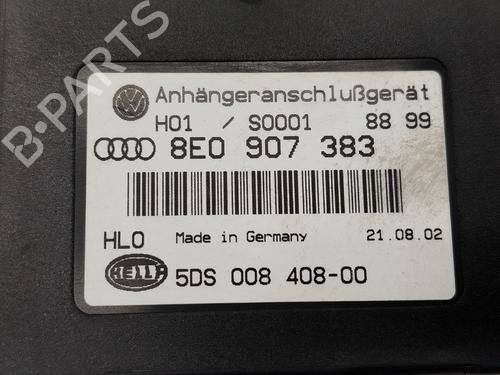 Anhängeranschlußgerät
H01 / S0001 88 99
8E0 907 383
HLO Made in Germany 21.08.02
HELLA 5DS 008 408-00
B-Parts